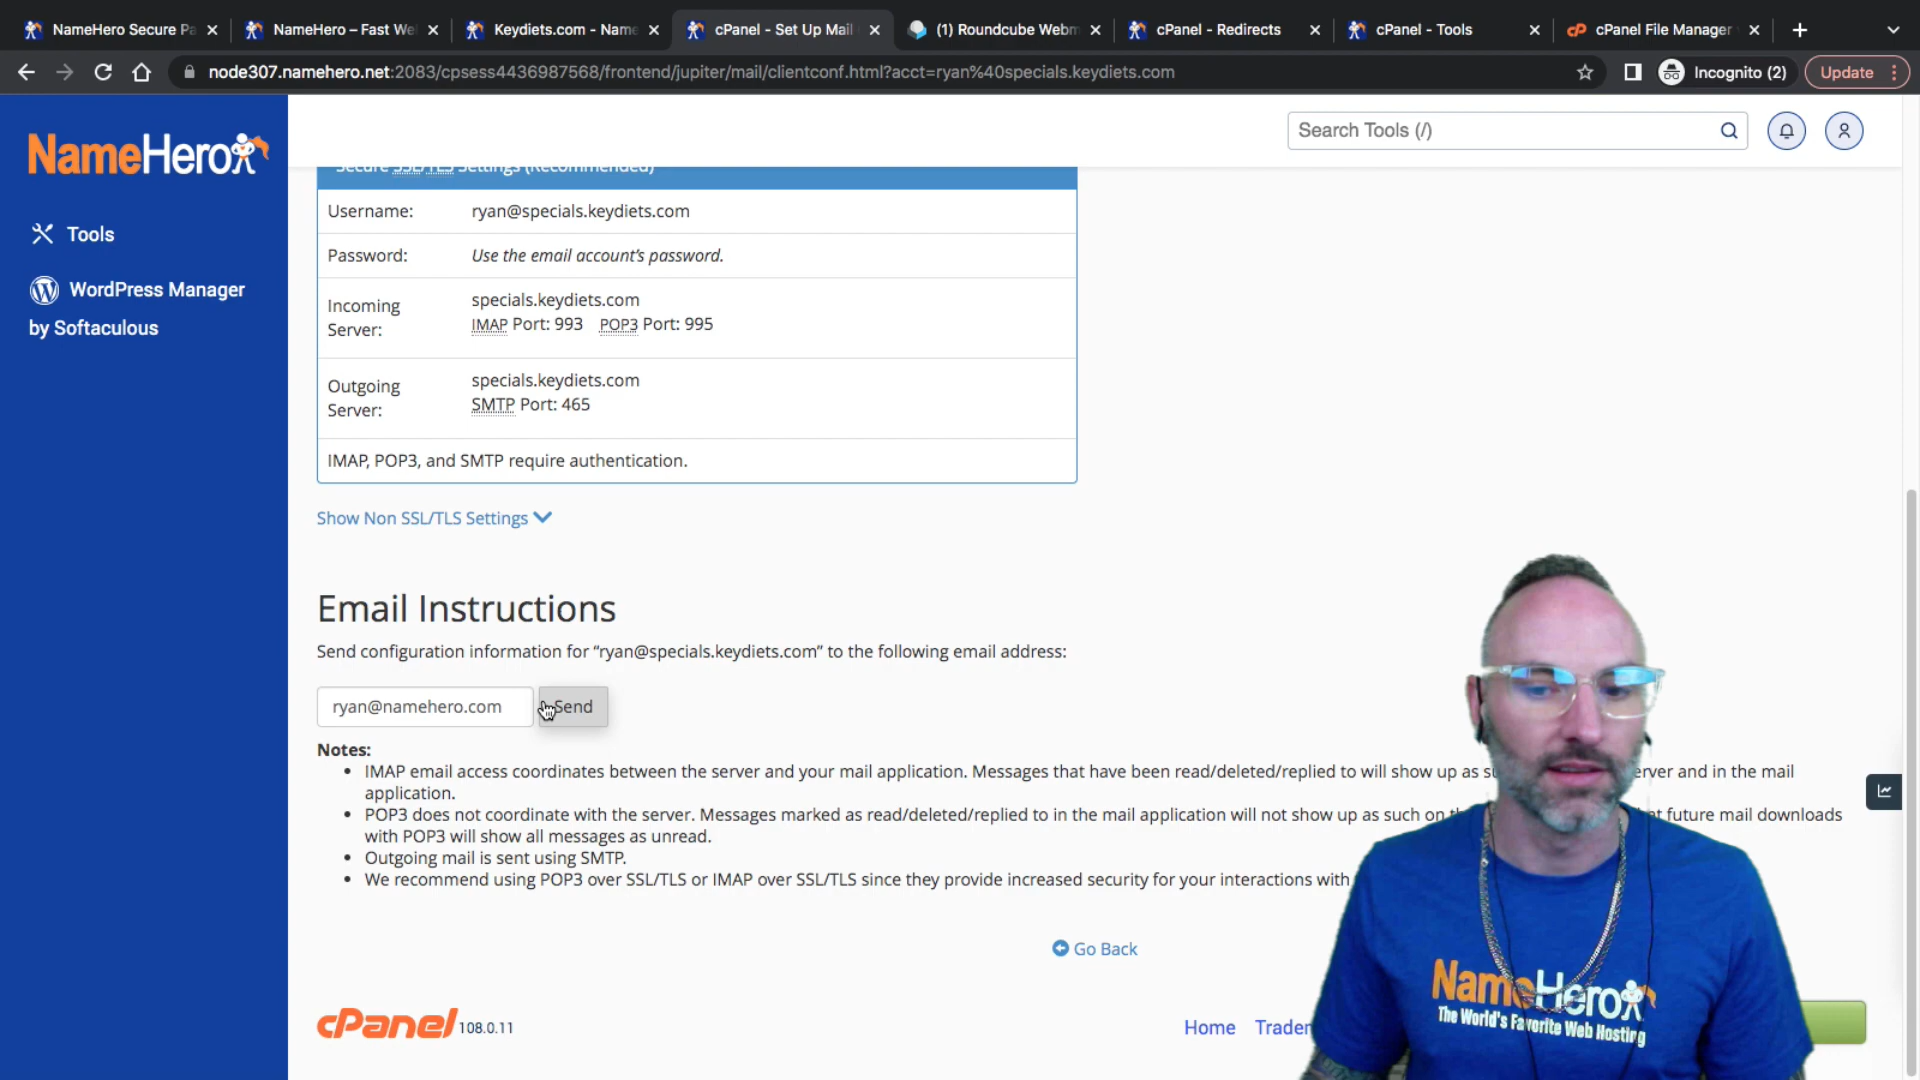 NameHero Secure Pa
NameHero – Fast We
Keydiets.com - Name
cPanel - Set Up Mail
(1) Roundcube Webm
cPanel - Redirects
cPanel - Tools
cPanel File Manager
node307.namehero.net:2083/cpsess4436987568/frontend/jupiter/mail/clientconf.html?acct=ryan%40specials.keydiets.com
Incognito (2)
Update
NameHero
Search Tools (/)
Tools
WordPress Manager
by Softaculous
Secure SSL/TLS Settings (Recommended)
Username: ryan@specials.keydiets.com
Password: Use the email account’s password.
Incoming
Server:
specials.keydiets.com
IMAP Port: 993 POP3 Port: 995
Outgoing
Server:
specials.keydiets.com
SMTP Port: 465
IMAP, POP3, and SMTP require authentication.
Show Non SSL/TLS Settings
Email Instructions
Send configuration information for “ryan@specials.keydiets.com” to the following email address:
ryan@namehero.com Send
Notes:
IMAP email access coordinates between the server and your mail application. Messages that have been read/deleted/replied to will show up as su rver and in the mail
application.
POP3 does not coordinate with the server. Messages marked as read/deleted/replied to in the mail application will not show up as such on t t future mail downloads
with POP3 will show all messages as unread.
Outgoing mail is sent using SMTP.
We recommend using POP3 over SSL/TLS or IMAP over SSL/TLS since they provide increased security for your interactions with
Go Back
cPanel 108.0.11
Home Tradem
NameHero
The World's Favorite Web Hosting